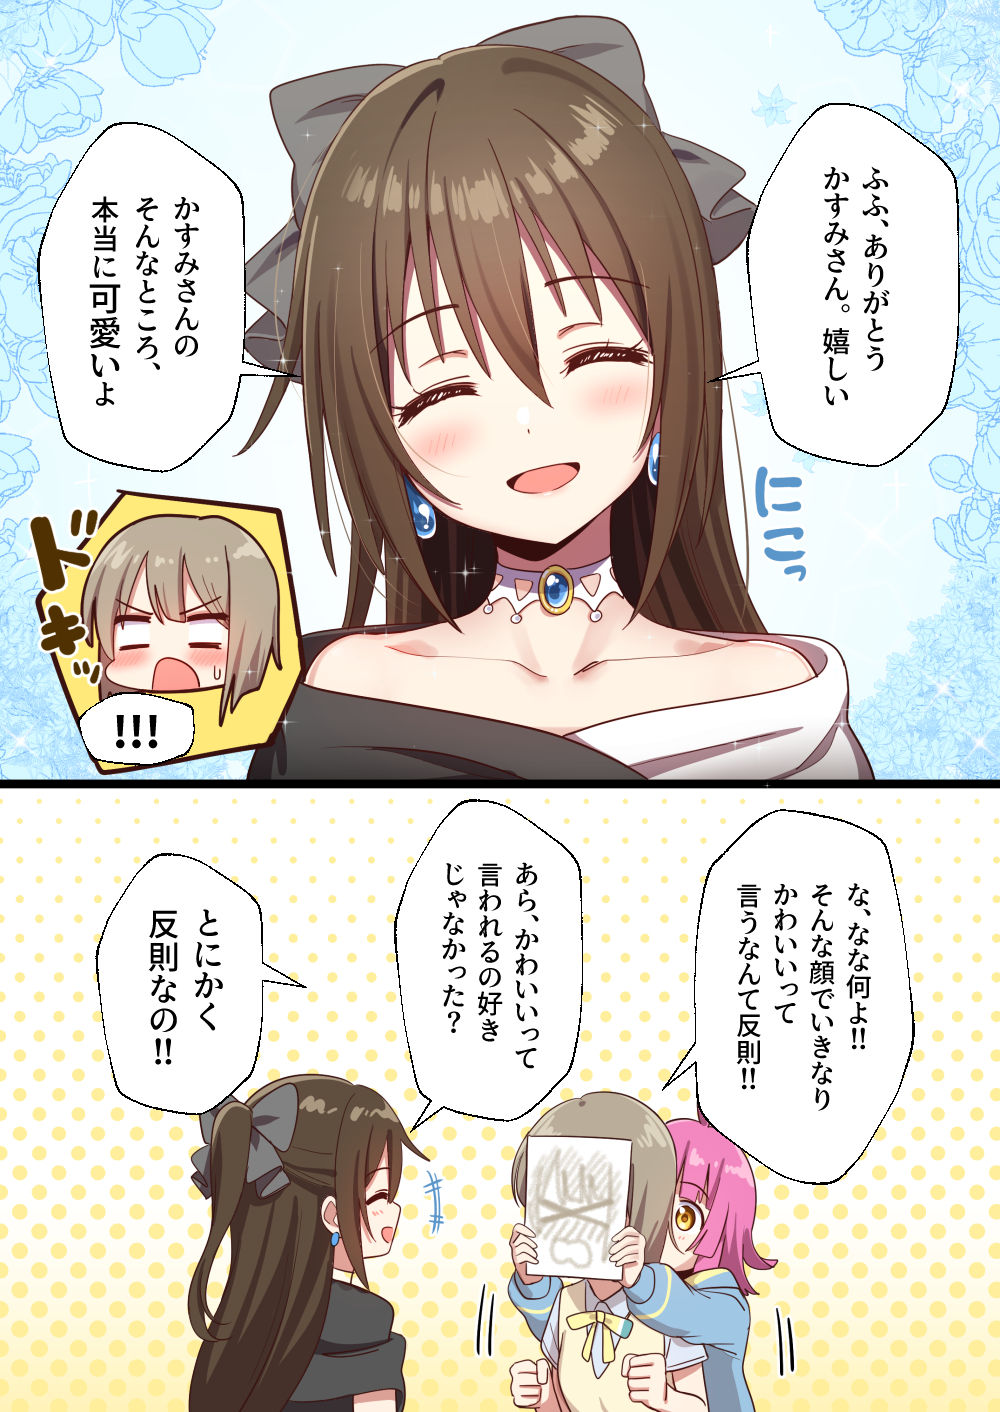 ふふ、ありがとう
かすみさん。嬉しい
かすみさんの
そんなところ、
本当に可愛いよ
にこっ
ドキッ
!!!
な、なな何よ!!
そんな顔でいきなり
かわいいって
言うなんて反則!!
あら、かわいいって
言われるの好き
じゃなかった？
とにかく
反則なの!!